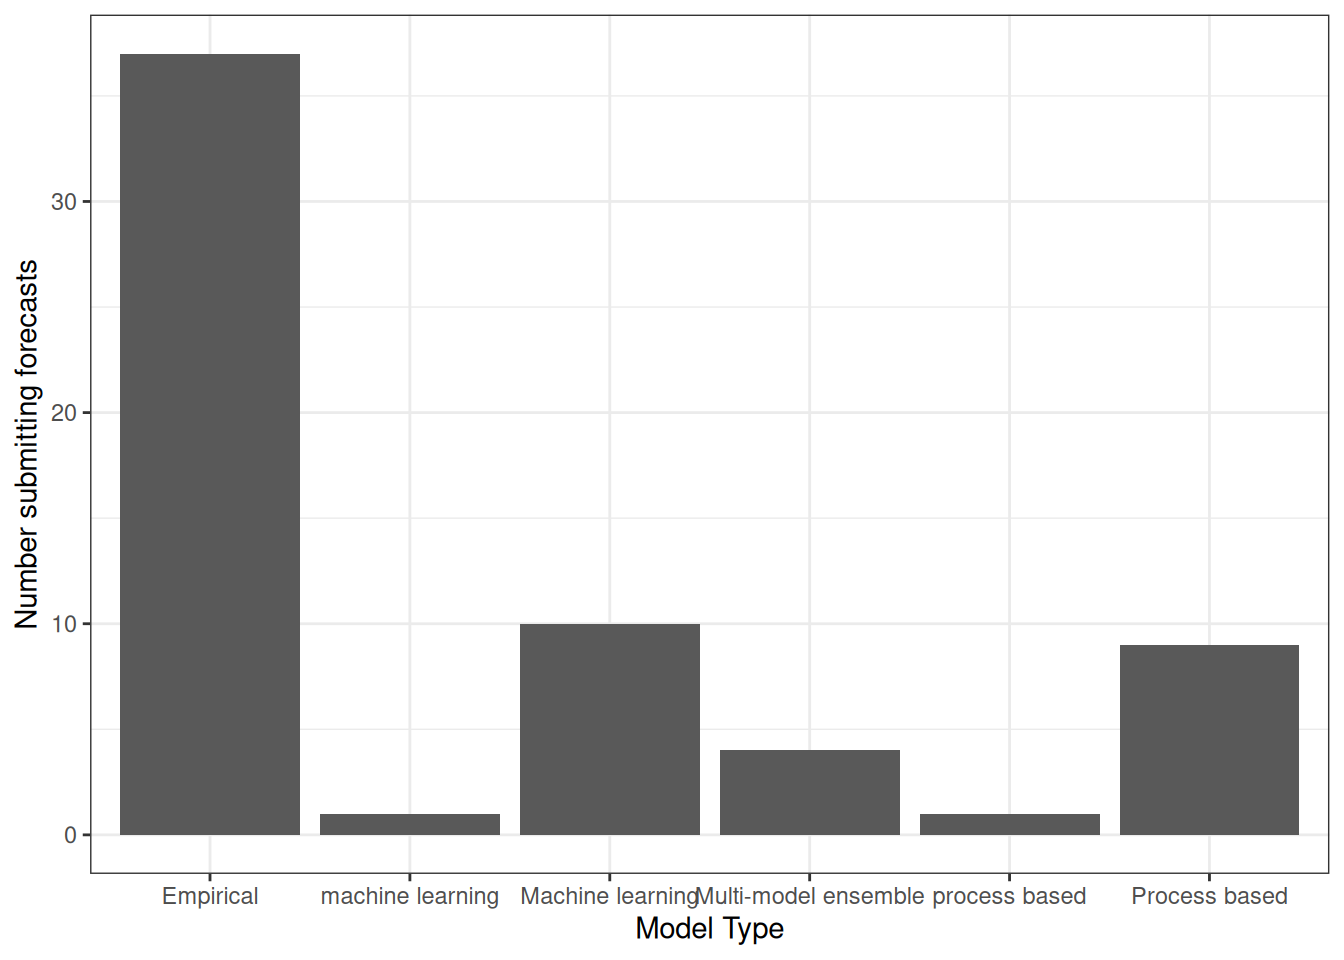 Number submitting forecasts
30
20
10
0
Empirical
machine learning
Machine learning
Multi-model ensemble
process based
Process based
Model Type